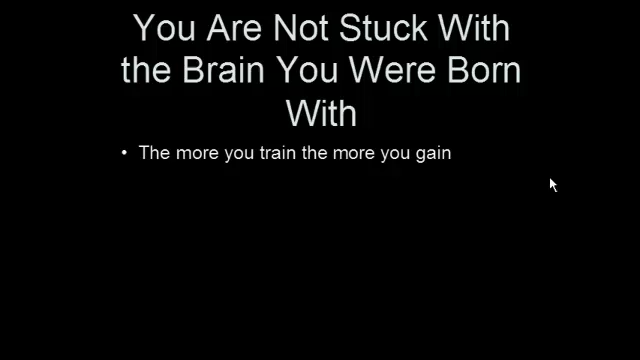 You Are Not Stuck With
the Brain You Were Born
With
• The more you train the more you gain